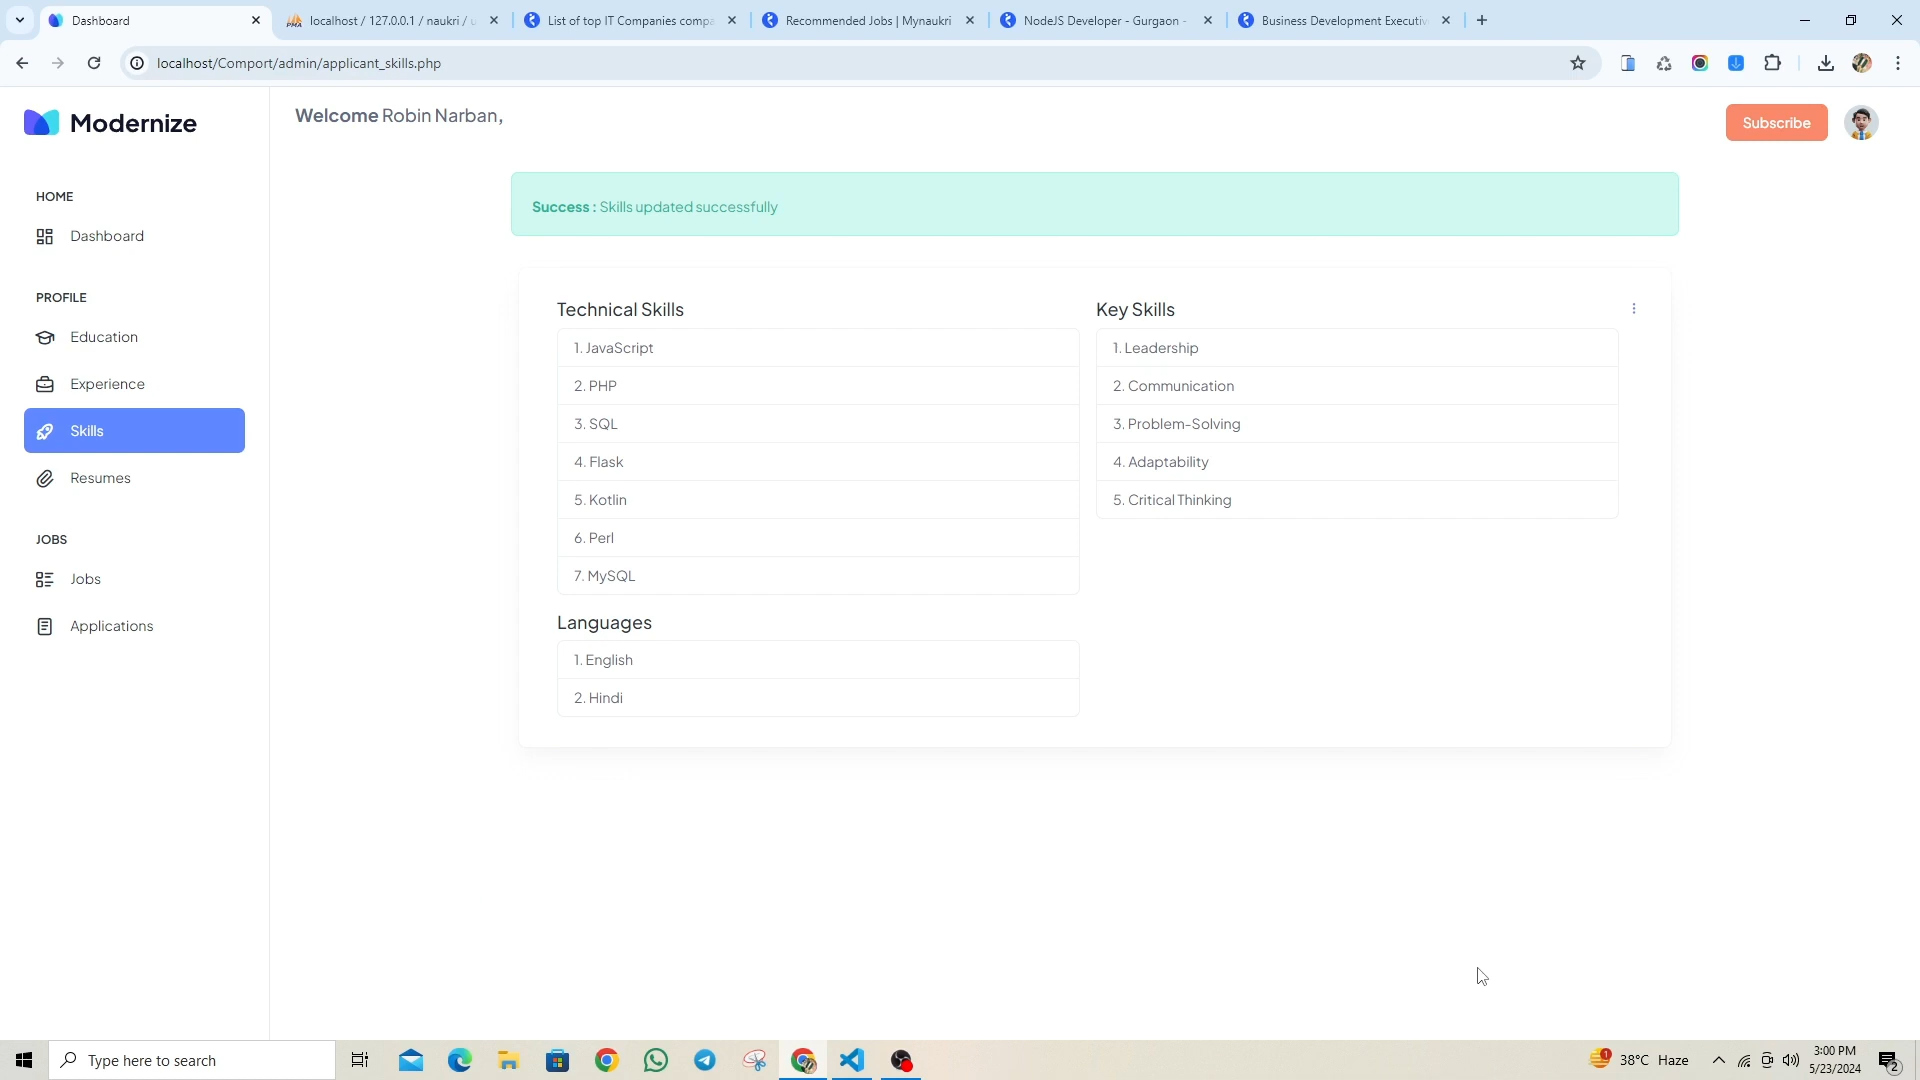 Dashboard
localhost / 127.0.0.1 / naukri / u
List of top IT Companies compa
Recommended Jobs | Mynaukri
NodeJS Developer - Gurgaon -
Business Development Executiv
localhost/Comport/admin/applicant_skills.php
Modernize
Welcome Robin Narban,
Subscribe
HOME
Dashboard
PROFILE
Education
Experience
Skills
Resumes
JOBS
Jobs
Applications
Success : Skills updated successfully
Technical Skills
1. JavaScript
2. PHP
3. SQL
4. Flask
5. Kotlin
6. Perl
7. MySQL
Key Skills
1. Leadership
2. Communication
3. Problem-Solving
4. Adaptability
5. Critical Thinking
Languages
1. English
2. Hindi
Type here to search
1
38°C Haze
3:00 PM
5/23/2024
2